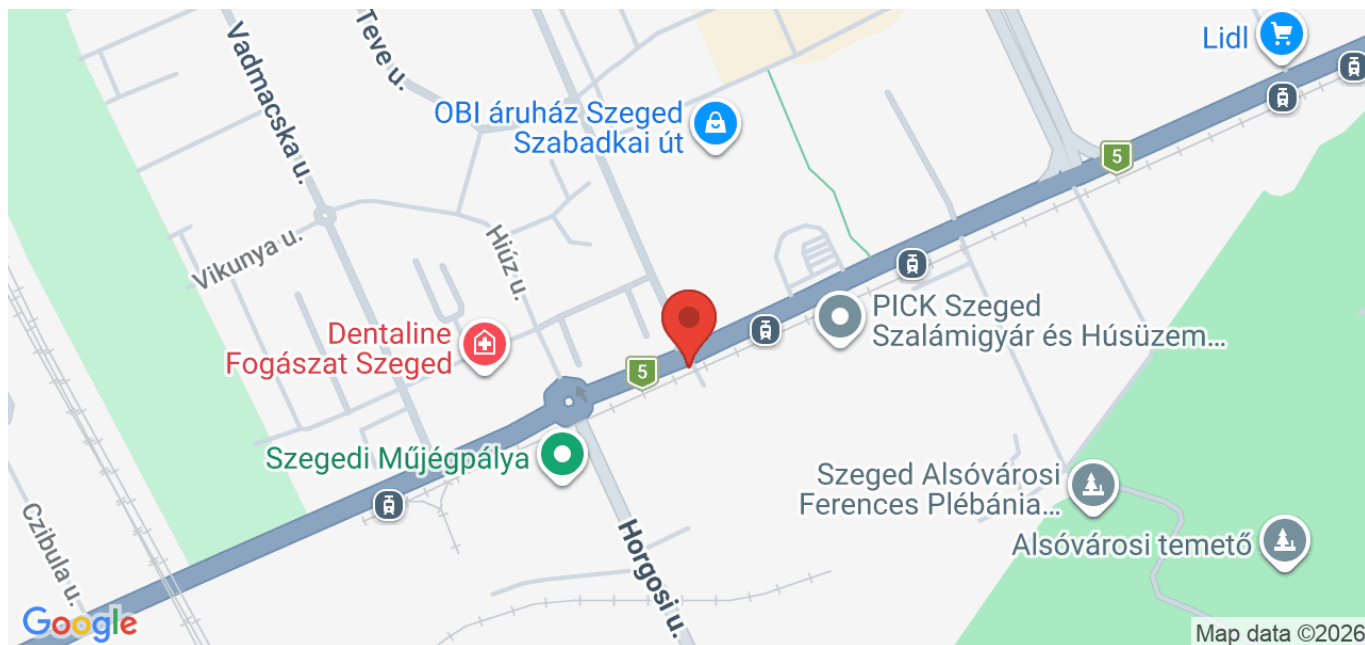 Vadmacska u.
Teve u.
Lidl
OBI áruház Szeged
Szabadkai út
5
Vikunya u.
Hiúz u.
PICK Szeged
Szalámigyár és Húsüzem...
Dentaline
Fogászat Szeged
5
Szegedi Műjégpálya
Szeged Alsóvárosi
Ferences Plébánia...
Alsóvárosi temető
Czibula u.
Horgosi u.
Google
Map data ©2026